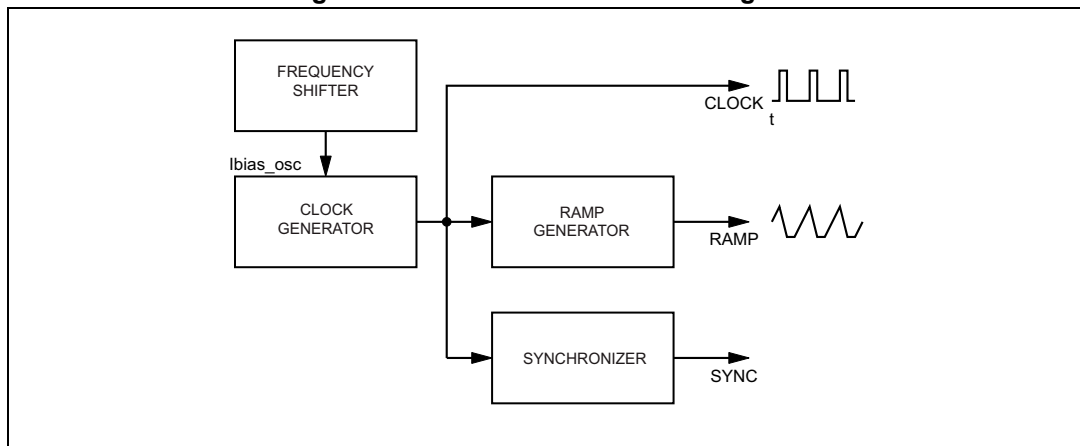 FREQUENCY
SHIFTER
CLOCK
t
Ibias_osc
CLOCK
GENERATOR
RAMP
GENERATOR
RAMP
SYNCHRONIZER
SYNC